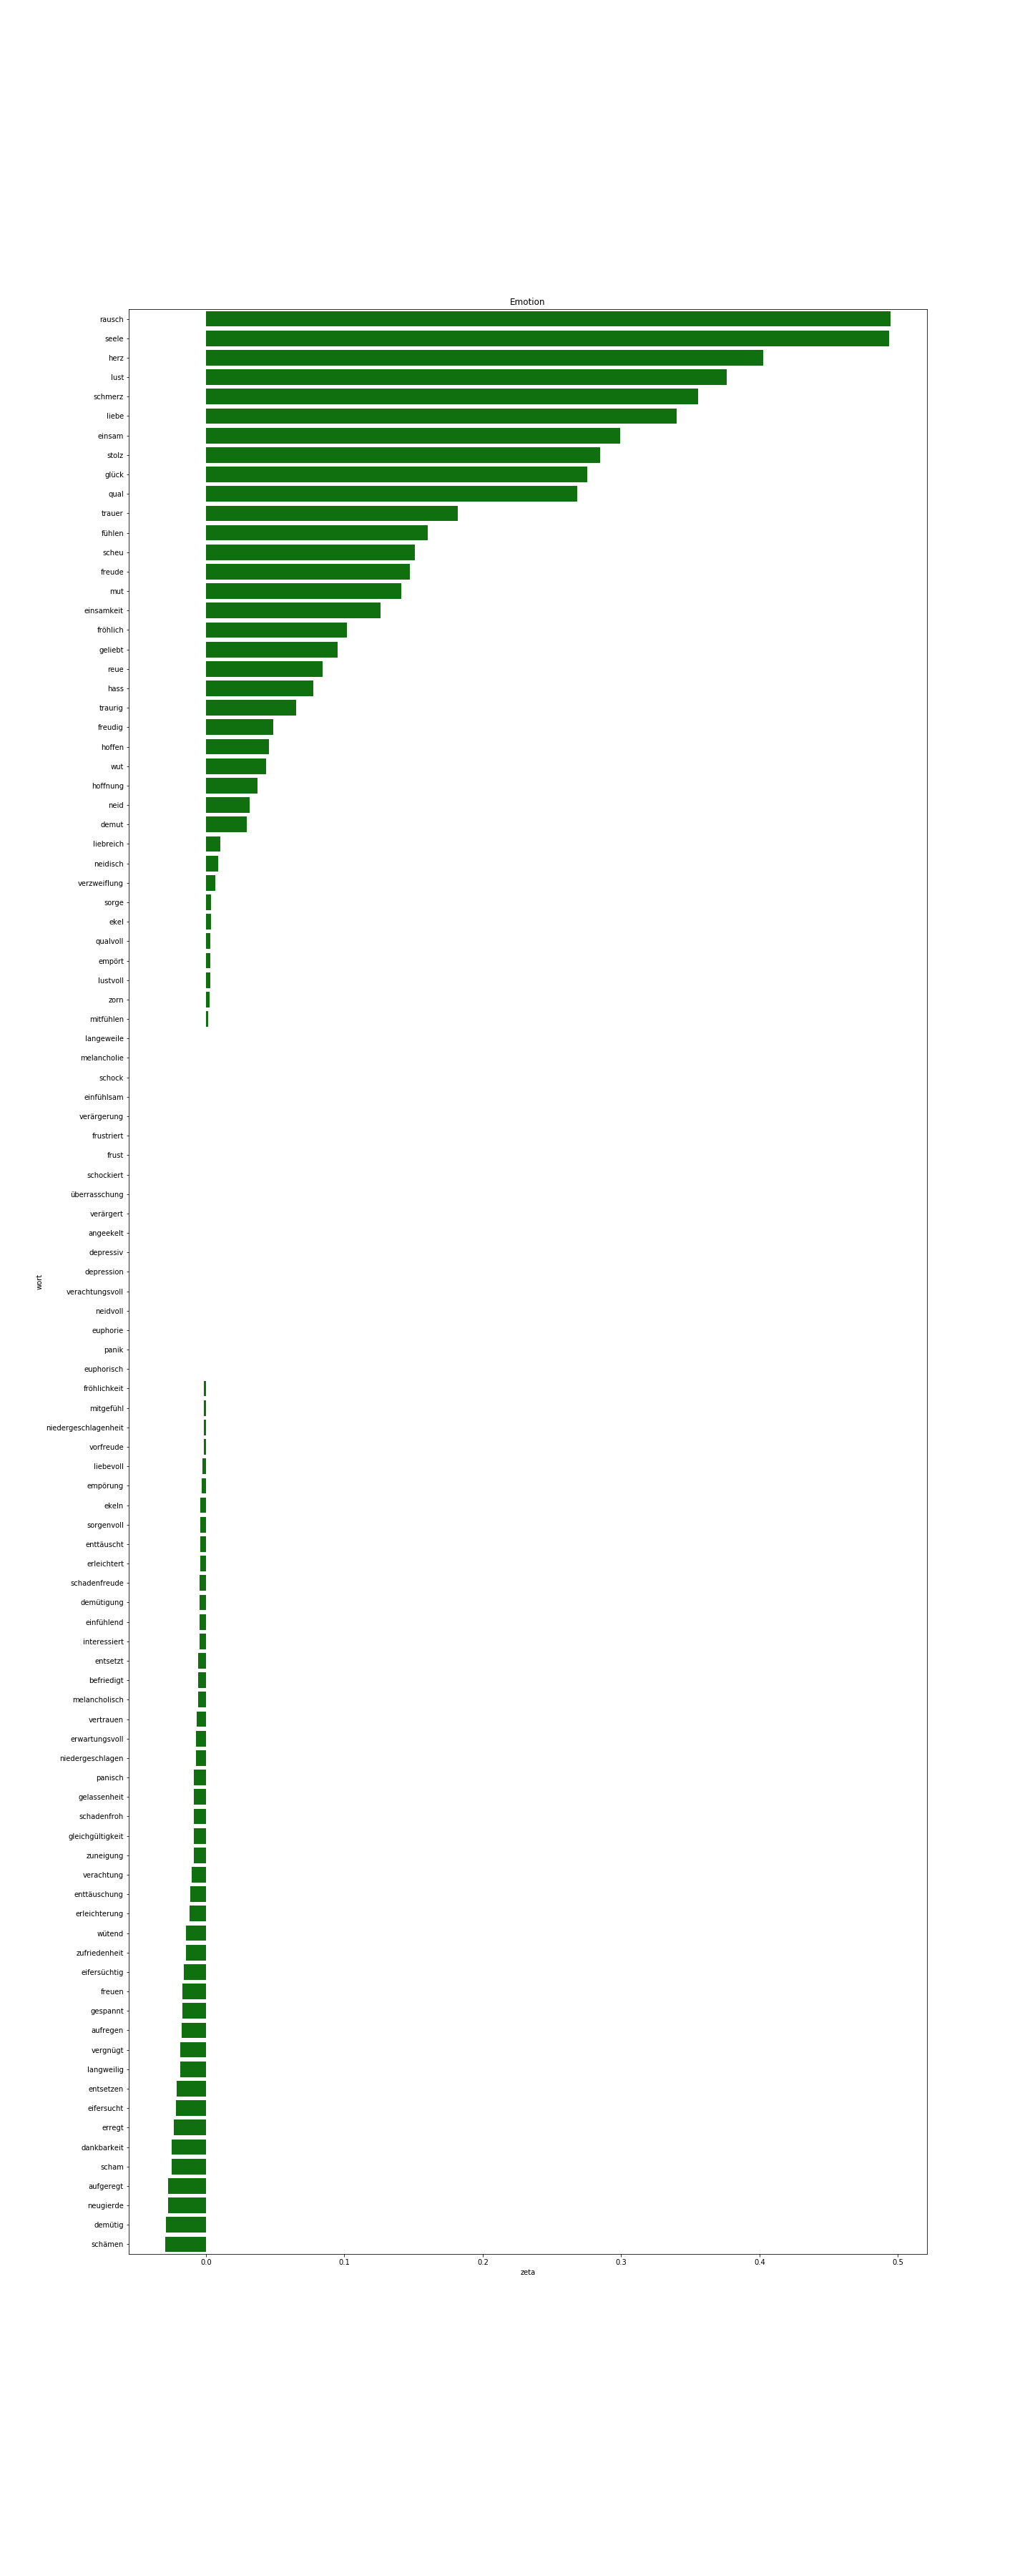 Emotion
rausch
seele
herz
lust
schmerz
liebe
einsam
stolz
glück
qual
trauer
fühlen
scheu
freude
mut
einsamkeit
fröhlich
geliebt
reue
hass
traurig
freudig
hoffen
wut
hoffnung
neid
demut
liebreich
neidisch
verzweiflung
sorge
ekel
qualvoll
empört
lustvoll
zorn
mitfühlen
langeweile
melancholie
schock
einfühlsam
verärgerung
frustriert
frust
schockiert
überrasschung
verärgert
angeekelt
depressiv
depression
verachtungsvoll
neidvoll
euphorie
panik
euphorisch
fröhlichkeit
mitgefühl
niedergeschlagenheit
vorfreude
liebevoll
empörung
ekeln
sorgenvoll
enttäuscht
erleichtert
schadenfreude
demütigung
einfühlend
interessiert
entsetzt
befriedigt
melancholisch
vertrauen
erwartungsvoll
niedergeschlagen
panisch
gelassenheit
schadenfroh
gleichgültigkeit
zuneigung
verachtung
enttäuschung
erleichterung
wütend
zufriedenheit
eifersüchtig
freuen
gespannt
aufregen
vergnügt
langweilig
entsetzen
eifersucht
erregt
dankbarkeit
scham
aufgeregt
neugierde
demütig
schämen
wort
0.0 0.1 0.2 0.3 0.4 0.5
zeta